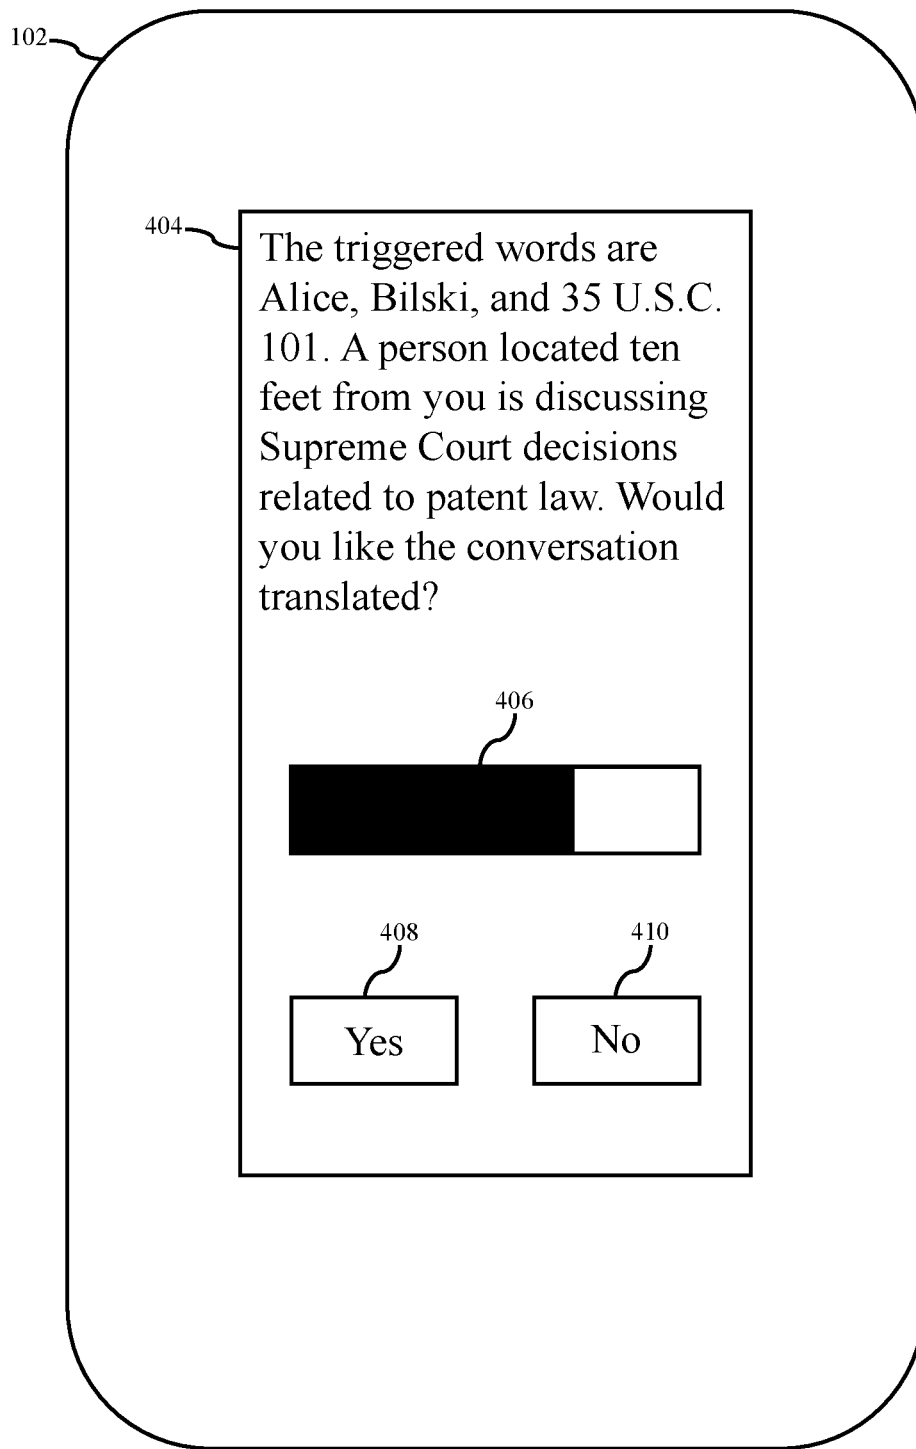 102
404
The triggered words are
Alice, Bilski, and 35 U.S.C.
101. A person located ten
feet from you is discussing
Supreme Court decisions
related to patent law. Would
you like the conversation
translated?
406
408
410
Yes
No